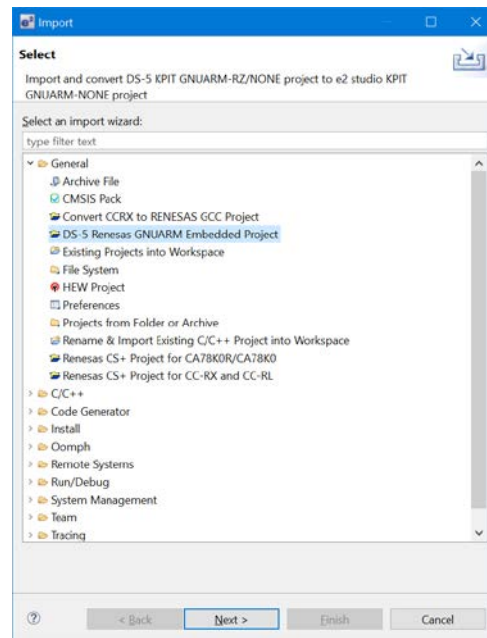 e² Import
Select
Import and convert DS-5 KPIT GNUARM-RZ/NONE project to e2 studio KPIT
GNUARM-NONE project
Select an import wizard:
type filter text
General
Archive File
CMSIS Pack
Convert CCRX to RENESAS GCC Project
DS-5 Renesas GNUARM Embedded Project
Existing Projects into Workspace
File System
HEW Project
Preferences
Projects from Folder or Archive
Rename & Import Existing C/C++ Project into Workspace
Renesas CS+ Project for CA78K0R/CA78K0
Renesas CS+ Project for CC-RX and CC-RL
C/C++
Code Generator
Install
Oomph
Remote Systems
Run/Debug
System Management
Team
Tracing
? < Back Next > Finish Cancel